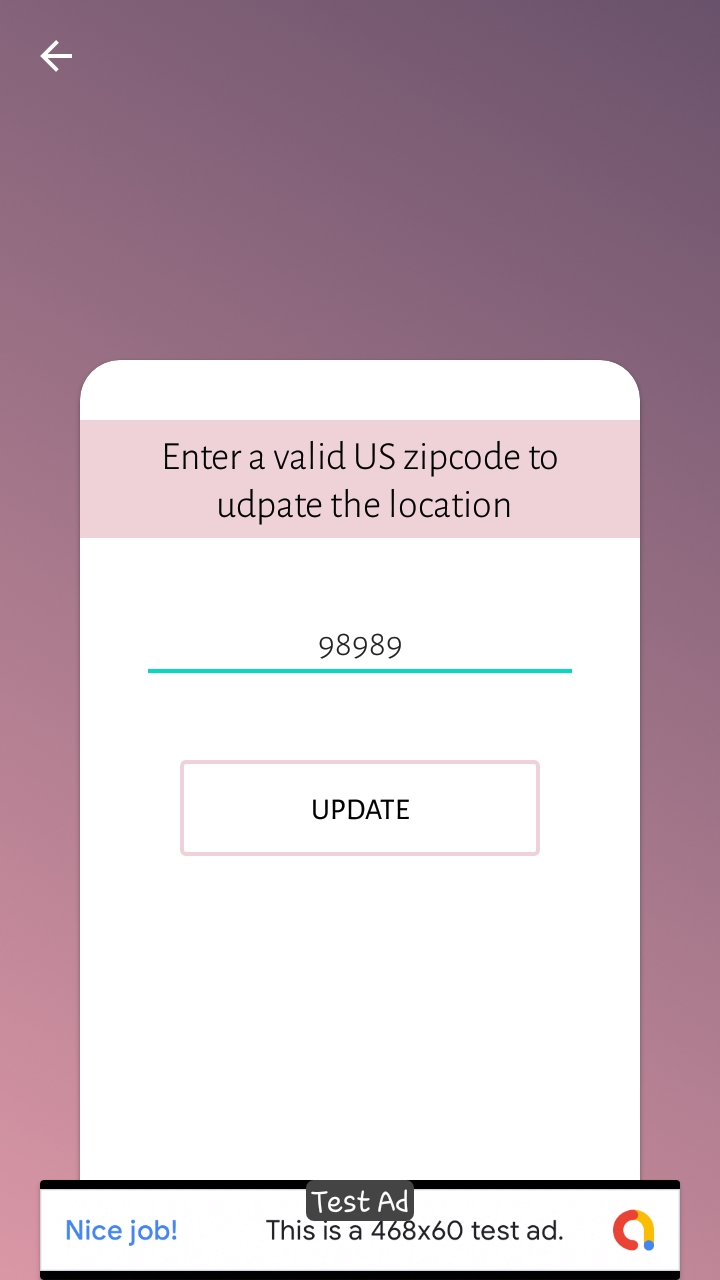 Enter a valid US zipcode to
udpate the location
98989
UPDATE
Test Ad
Nice job!
This is a 468x60 test ad.